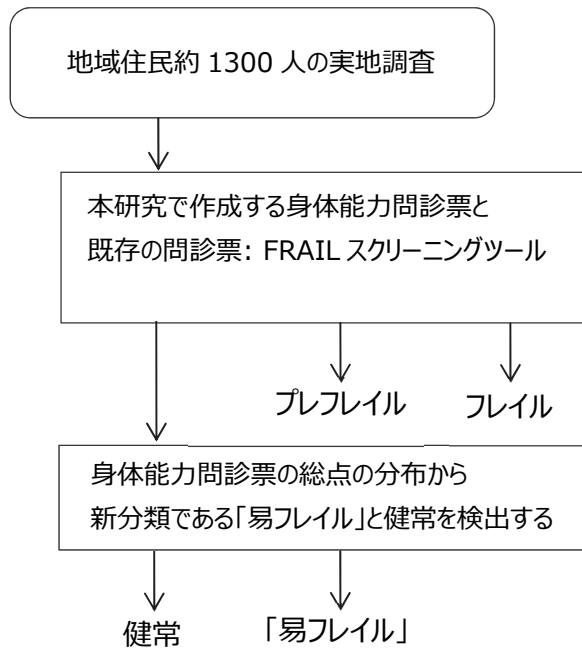 地域住民約 1300 人の実地調査
本研究で作成する身体能力問診票と
既存の問診票: FRAIL スクリーニングツール
プレフレイル フレイル
身体能力問診票の総点の分布から
新分類である「易フレイル」と健常を検出する
健常 「易フレイル」